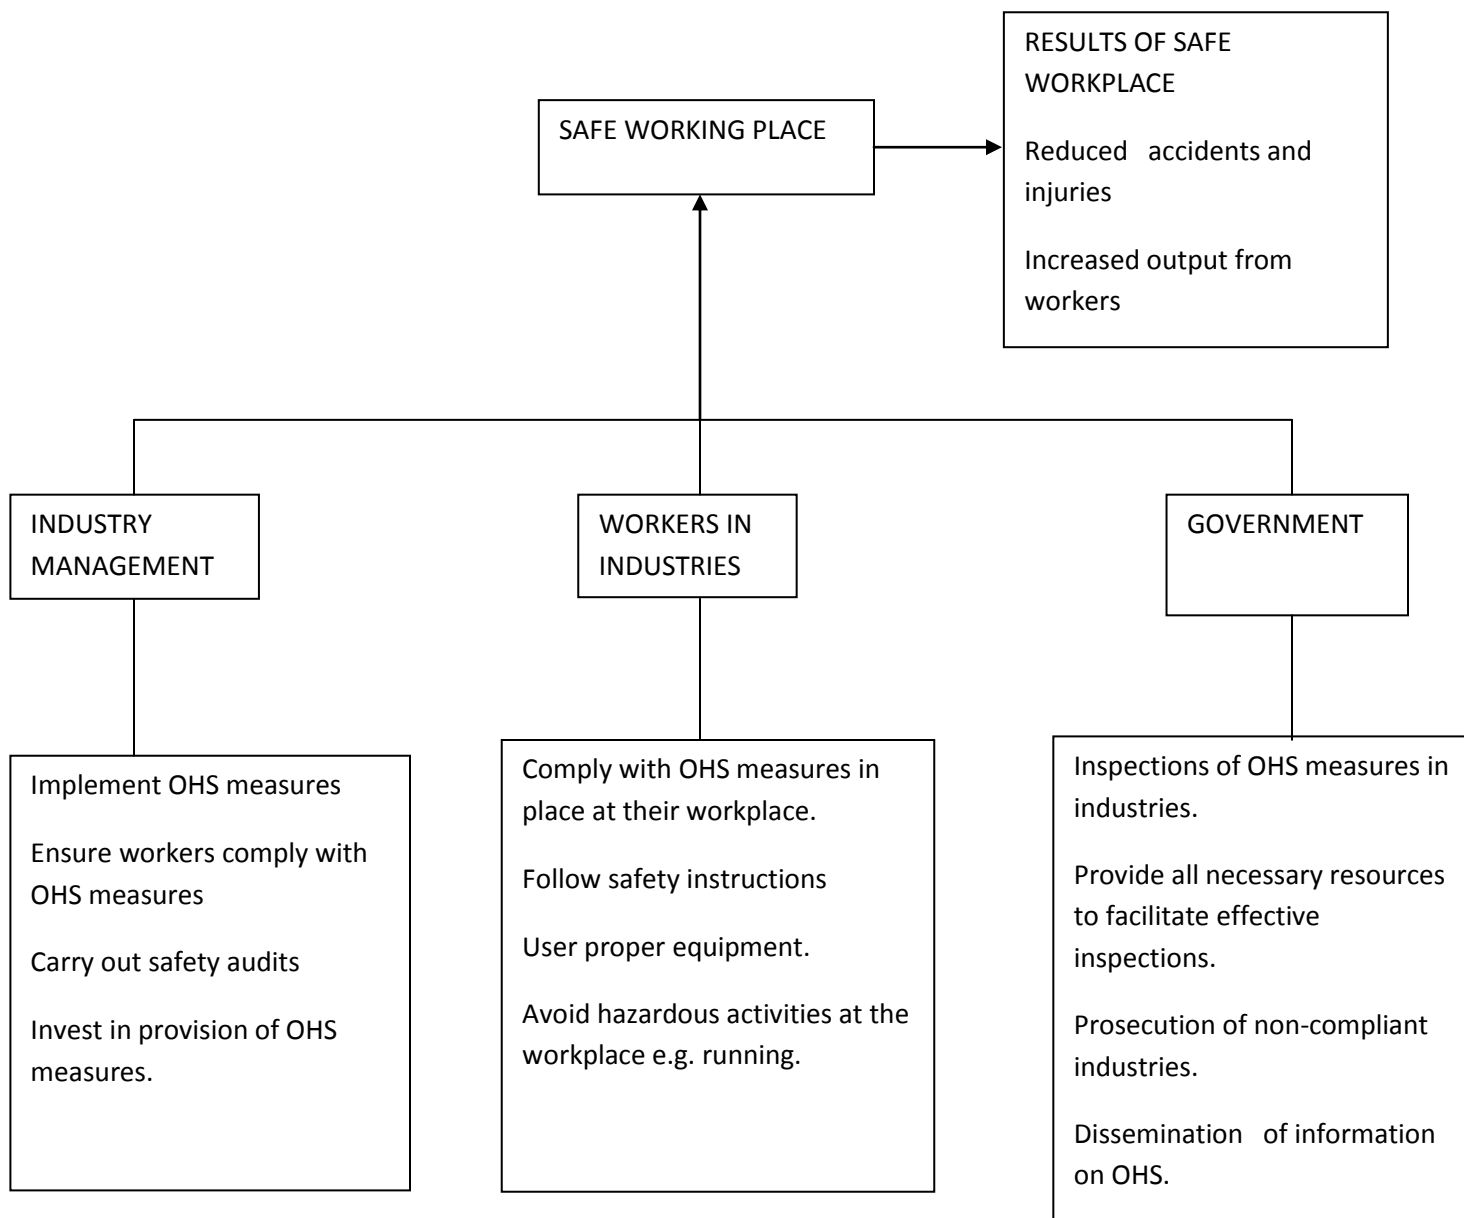 RESULTS OF SAFE
WORKPLACE
Reduced   accidents and
injuries
Increased output from
workers
SAFE WORKING PLACE
INDUSTRY
MANAGEMENT
WORKERS IN
INDUSTRIES
GOVERNMENT
Implement OHS measures
Ensure workers comply with
OHS measures
Carry out safety audits
Invest in provision of OHS
measures.
Comply with OHS measures in
place at their workplace.
Follow safety instructions
User proper equipment.
Avoid hazardous activities at the
workplace e.g. running.
Inspections of OHS measures in
industries.
Provide all necessary resources
to facilitate effective
inspections.
Prosecution of non-compliant
industries.
Dissemination   of information
on OHS.